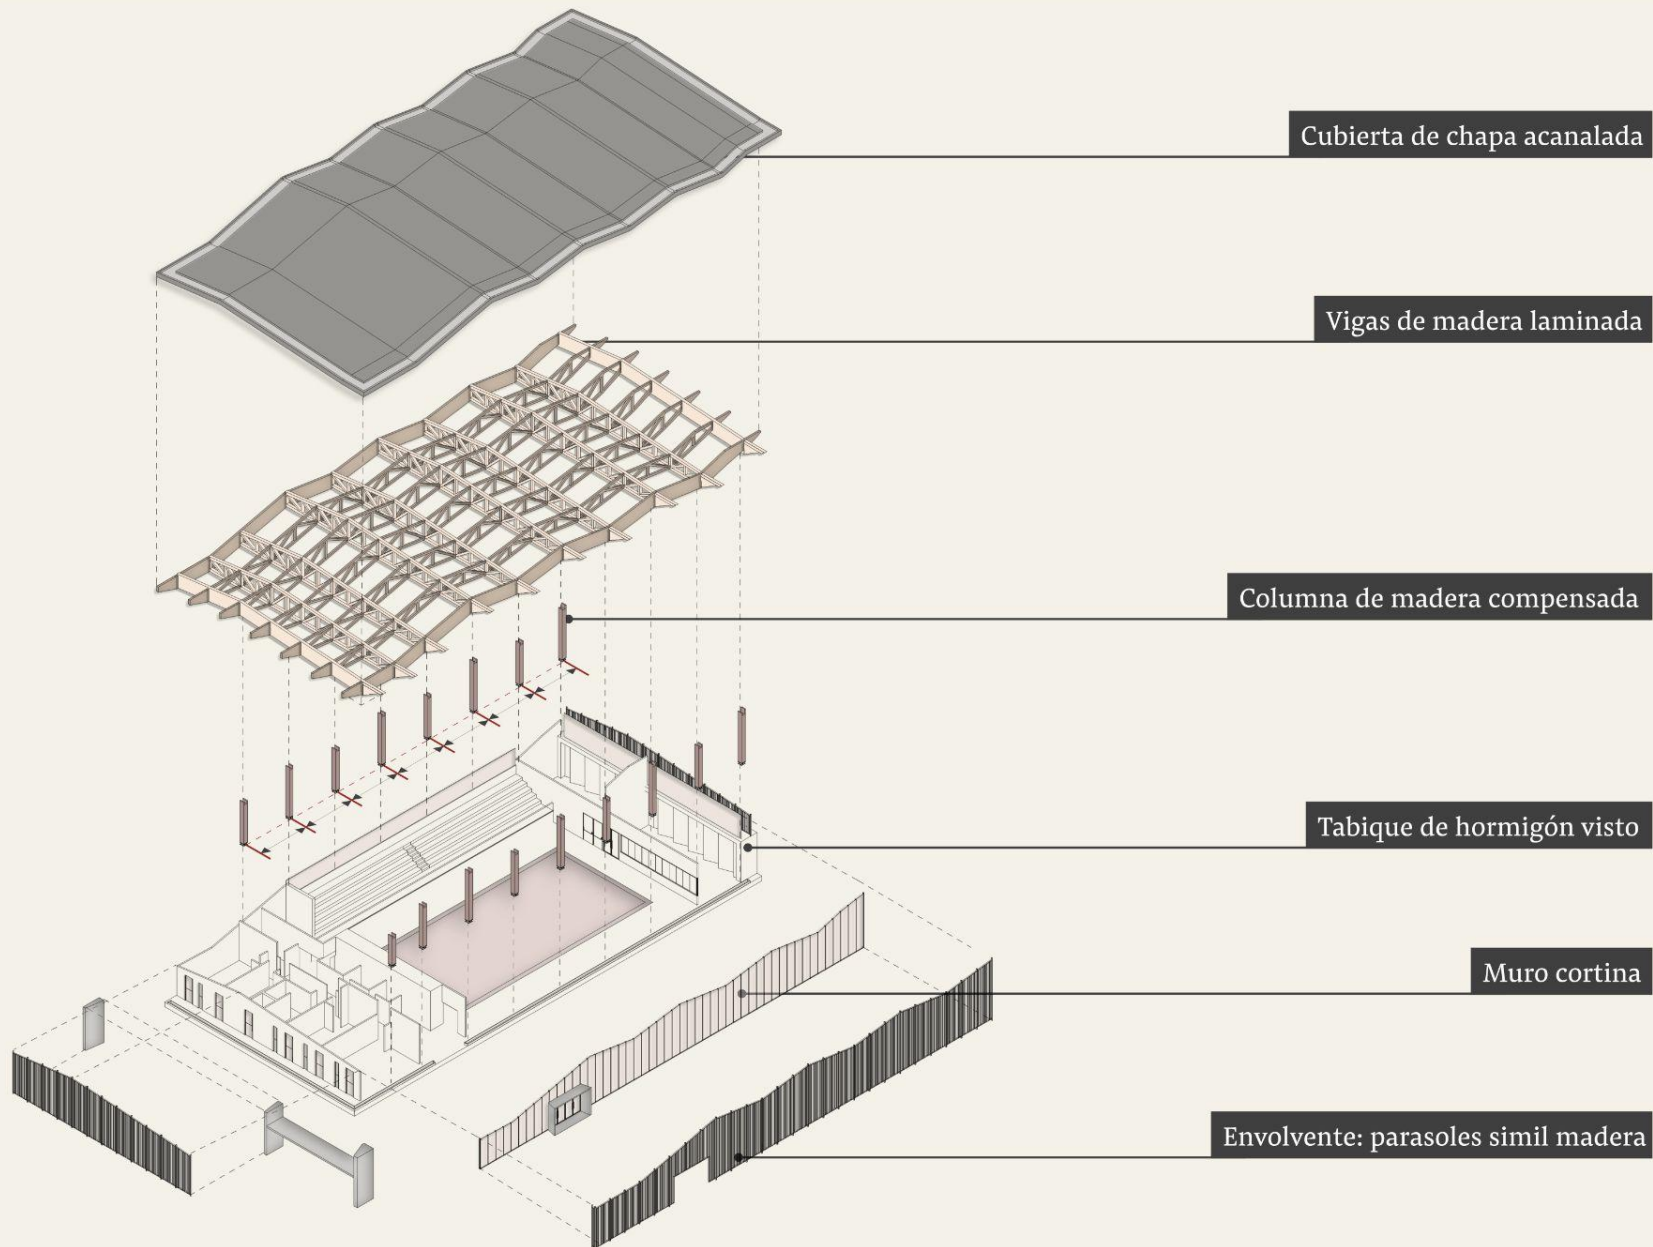 Cubierta de chapa acanalada
Vigas de madera laminada
Columna de madera compensada
Tabique de hormigón visto
Muro cortina
Envolvente: parasoles simil madera